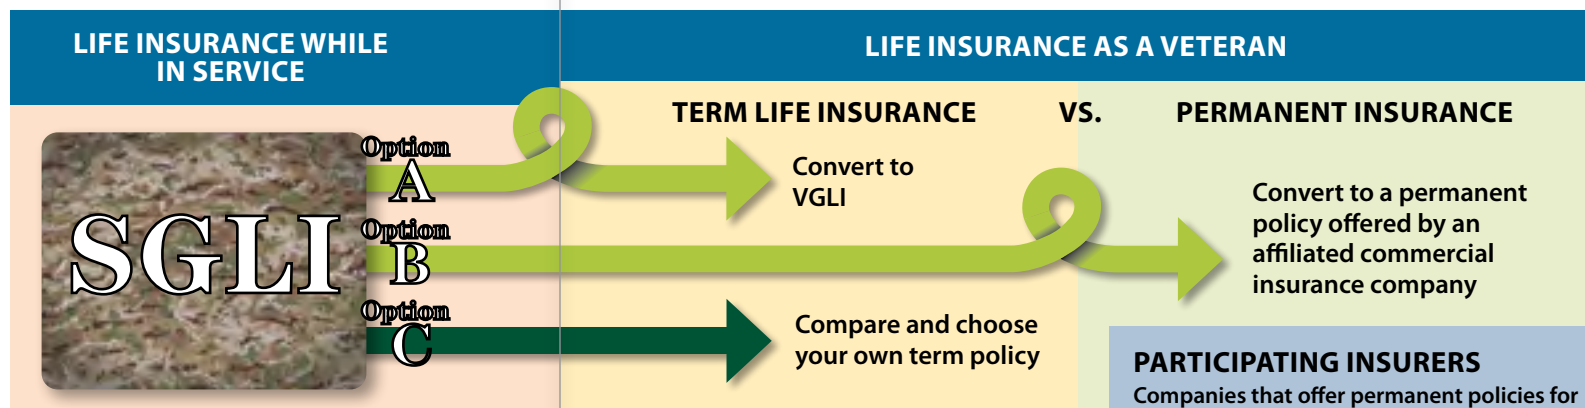 LIFE INSURANCE WHILE
IN SERVICE
LIFE INSURANCE AS A VETERAN
TERM LIFE INSURANCE
VS.
PERMANENT INSURANCE
SGLI
Option
A
Convert to
VGLI
Option
B
Convert to a permanent
policy offered by an
affiliated commercial
insurance company
Option
C
Compare and choose
your own term policy
PARTICIPATING INSURERS
Companies that offer permanent policies for